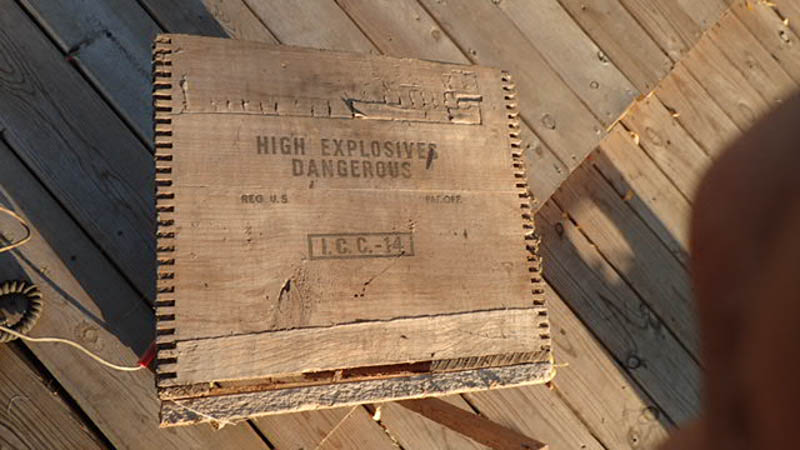 HIGH EXPLOSIVES
DANGEROUS
REG U.S. PAT. OFF.
I.C.C.-14